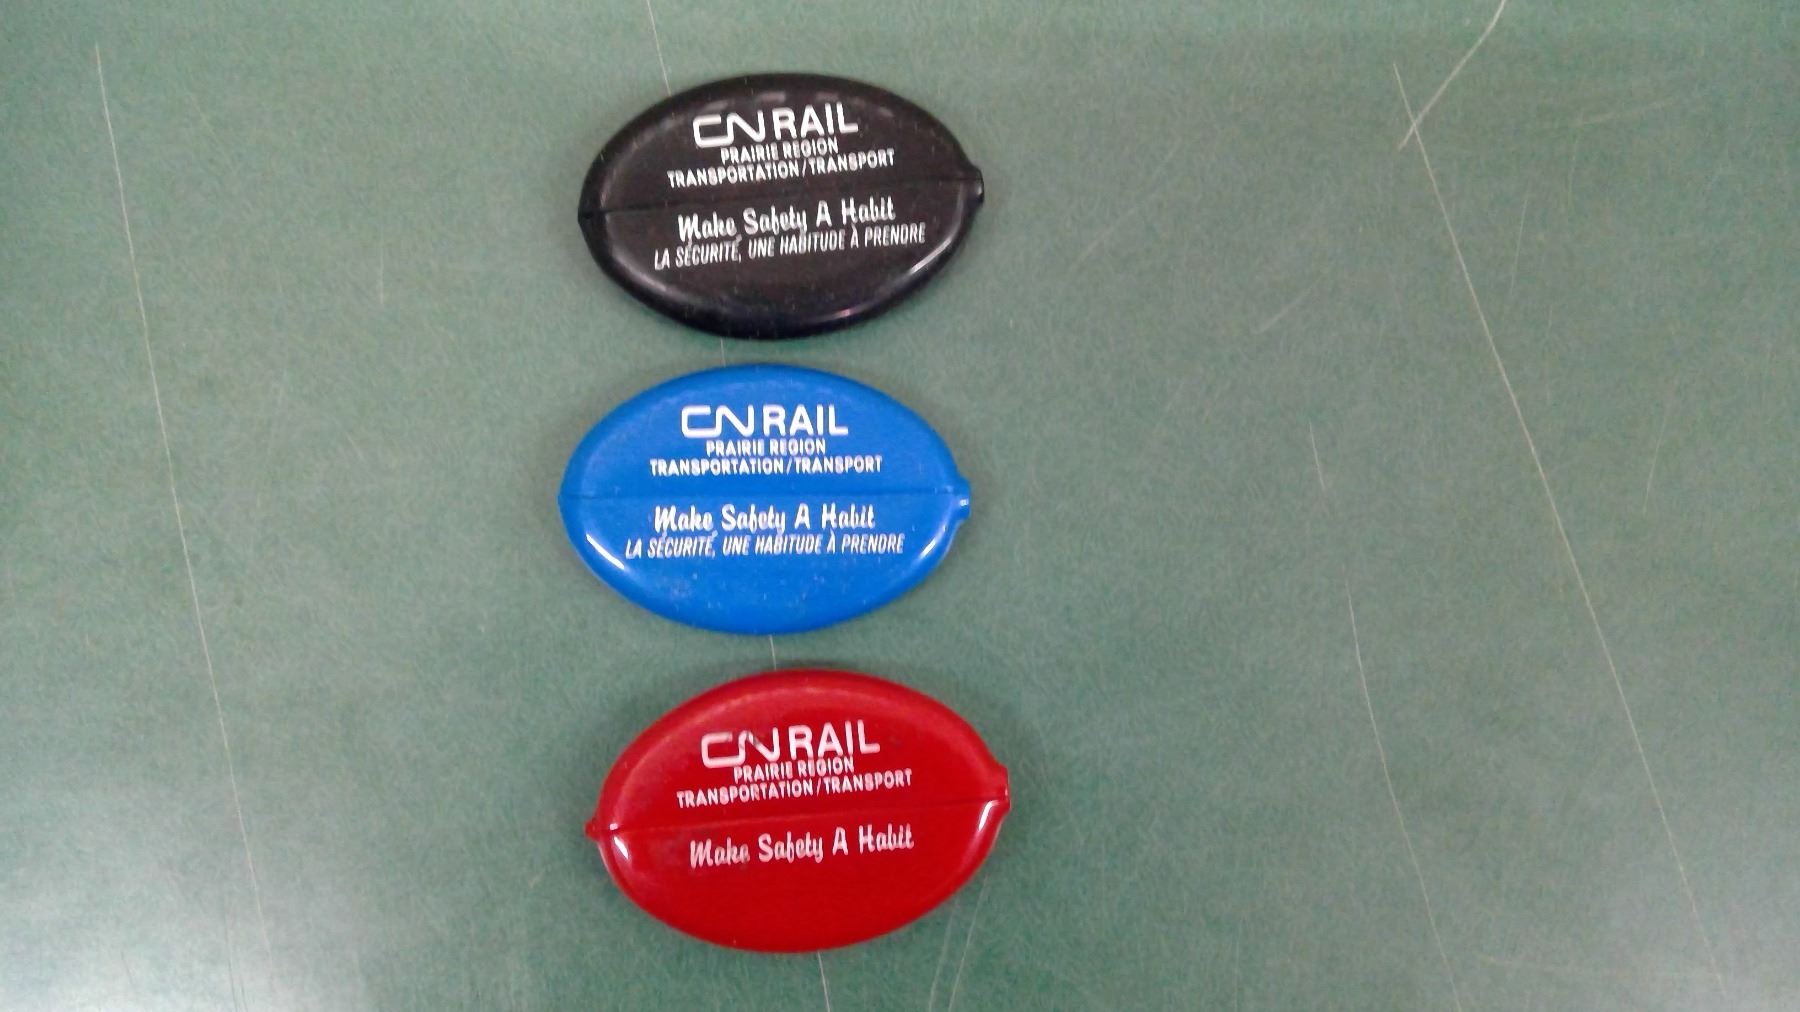 CN RAIL
PRAIRIE REGION
TRANSPORTATION/TRANSPORT
Make Safety A Habit
LA SÉCURITÉ, UNE HABITUDE À PRENDRE
CN RAIL
PRAIRIE REGION
TRANSPORTATION/TRANSPORT
Make Safety A Habit
LA SÉCURITÉ, UNE HABITUDE À PRENDRE
CN RAIL
PRAIRIE REGION
TRANSPORTATION/TRANSPORT
Make Safety A Habit